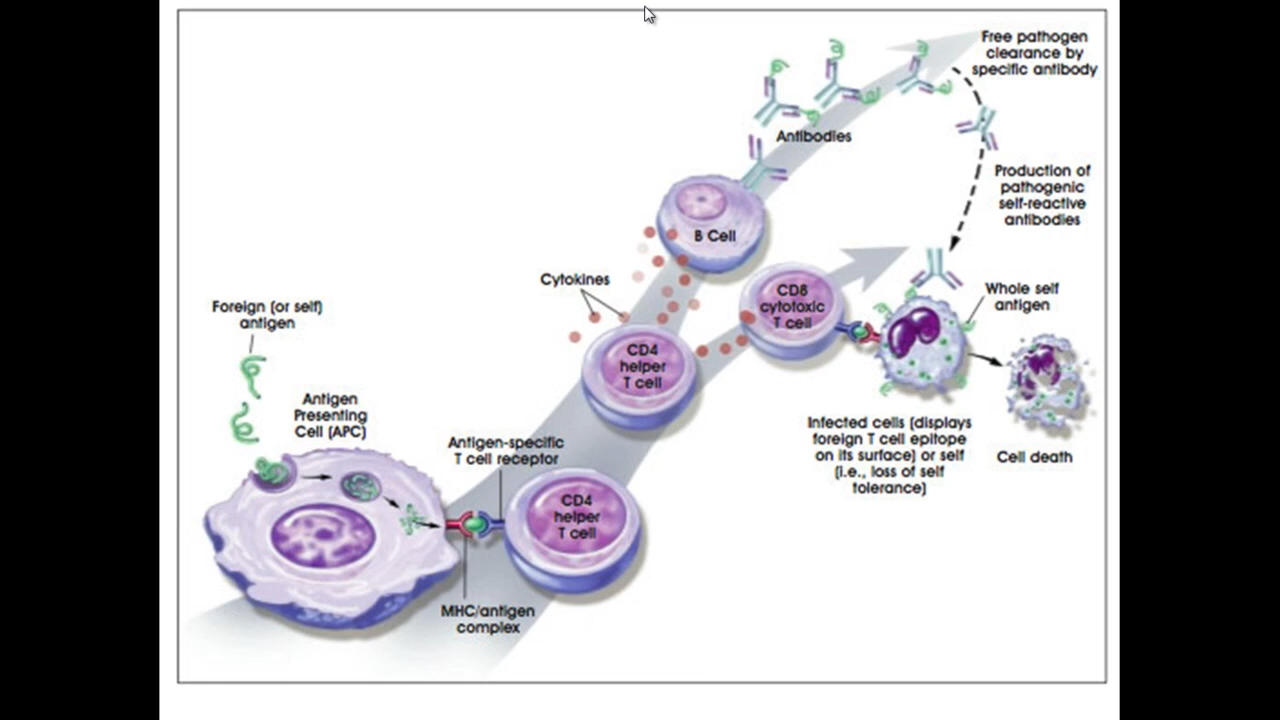 Free pathogen
clearance by
specific antibody
Antibodies
Production of
pathogenic
self-reactive
antibodies
B Cell
Cytokines
CD8
cytotoxic
T cell
Whole self
antigen
Foreign (or self)
antigen
CD4
helper
T cell
Antigen
Presenting
Cell (APC)
Antigen-specific
T cell receptor
Infected cells (displays
foreign T cell epitope
on its surface) or self
(i.e., loss of self
tolerance)
Cell death
CD4
helper
T cell
MHC/antigen
complex